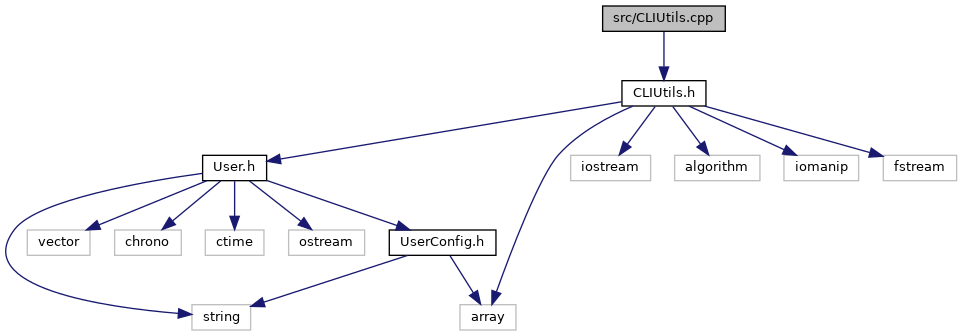 src/CLIUtils.cpp
CLIUtils.h
User.h
iostream
algorithm
iomanip
fstream
vector
chrono
ctime
ostream
UserConfig.h
string
array